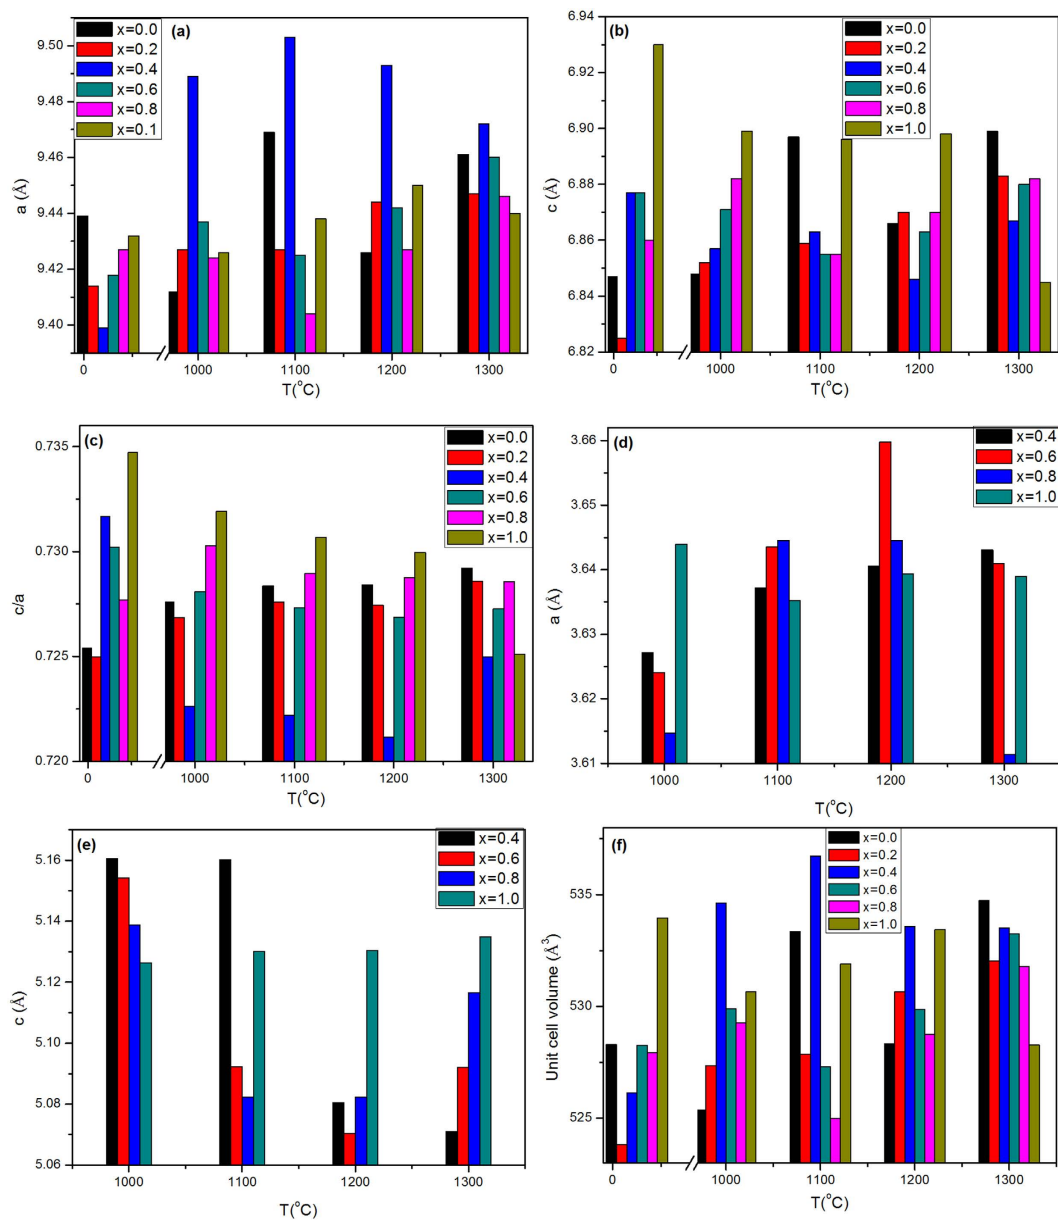 (a)
x=0.0
x=0.2
x=0.4
x=0.6
x=0.8
x=0.1
9.50
9.48
9.46
9.44
9.42
9.40
a (Å)
0
1000
1100
1200
1300
T(°C)
(b)
x=0.0
x=0.2
x=0.4
x=0.6
x=0.8
x=1.0
6.94
6.92
6.90
6.88
6.86
6.84
6.82
c (Å)
0
1000
1100
1200
1300
T(°C)
(c)
x=0.0
x=0.2
x=0.4
x=0.6
x=0.8
x=1.0
0.735
0.730
0.725
0.720
c/a
0
1000
1100
1200
1300
T(°C)
(d)
x=0.4
x=0.6
x=0.8
x=1.0
3.66
3.65
3.64
3.63
3.62
3.61
a (Å)
1000
1100
1200
1300
T(°C)
(e)
x=0.4
x=0.6
x=0.8
x=1.0
5.16
5.14
5.12
5.10
5.08
5.06
c (Å)
1000
1100
1200
1300
T(°C)
(f)
x=0.0
x=0.2
x=0.4
x=0.6
x=0.8
x=1.0
535
530
525
Unit cell volume (Å³)
0
1000
1100
1200
1300
T(°C)